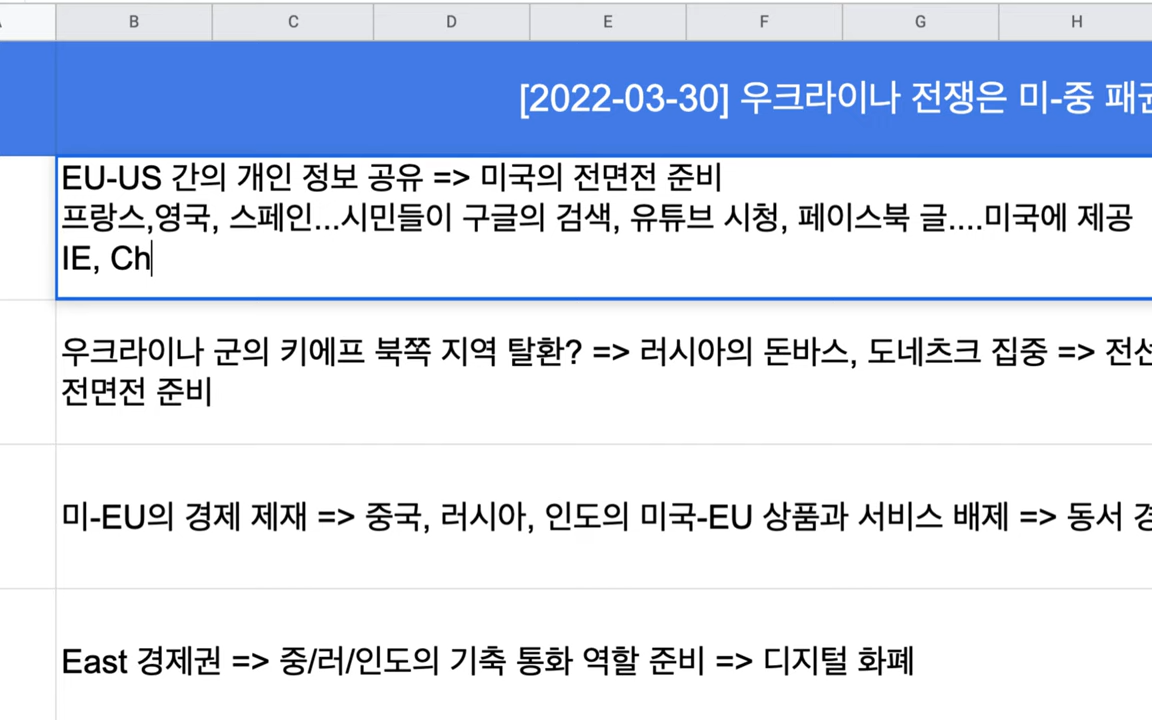 B C D E F G H
[2022-03-30] 우크라이나 전쟁은 미-중
EU-US 간의 개인 정보 공유 => 미국의 전면전 준비
프랑스,영국, 스페인...시민들이 구글의 검색, 유튜브 시청, 페이스북 글....미국에 제공
IE, Ch
우크라이나 군의 키에프 북쪽 지역 탈환? => 러시아의 돈바스, 도네츠크 집중 =>
전면전 준비
미-EU의 경제 제재 => 중국, 러시아, 인도의 미국-EU 상품과 서비스 배제 => 동서
East 경제권 => 중/러/인도의 기축 통화 역할 준비 => 디지털 화폐